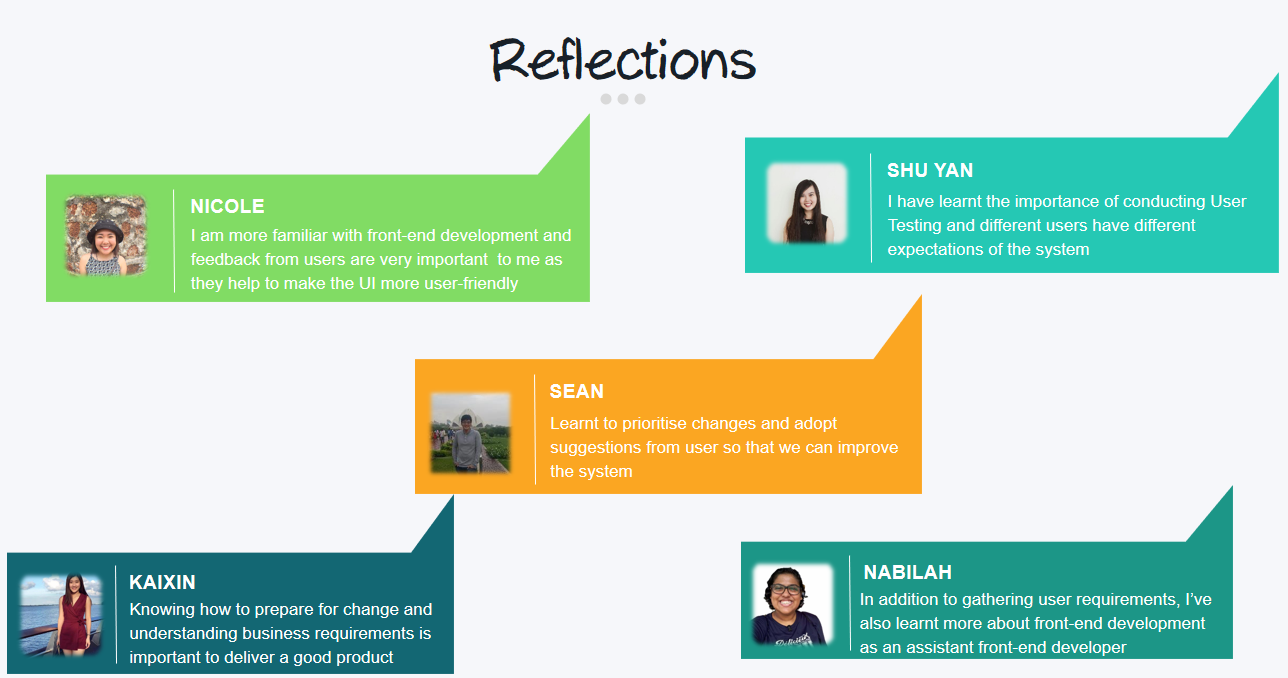 Reflections
NICOLE
I am more familiar with front-end development and
feedback from users are very important  to me as
they help to make the UI more user-friendly
SHU YAN
I have learnt the importance of conducting User
Testing and different users have different
expectations of the system
SEAN
Learnt to prioritise changes and adopt
suggestions from user so that we can improve
the system
KAIXIN
Knowing how to prepare for change and
understanding business requirements is
important to deliver a good product
NABILAH
In addition to gathering user requirements, I’ve
also learnt more about front-end development
as an assistant front-end developer